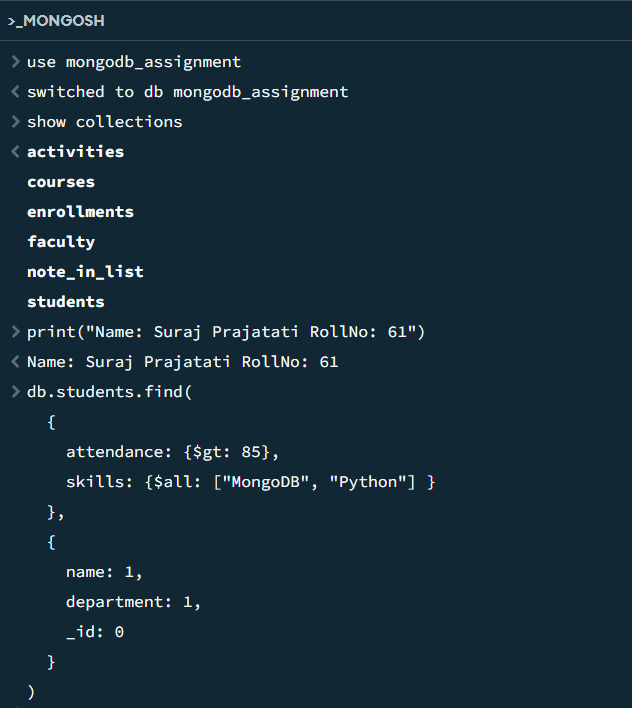 >_MONGOSH
> use mongodb_assignment
< switched to db mongodb_assignment
> show collections
< activities
courses
enrollments
faculty
note_in_list
students
> print("Name: Suraj Prajatati RollNo: 61")
< Name: Suraj Prajatati RollNo: 61
> db.students.find(
{
attendance: {$gt: 85},
skills: {$all: ["MongoDB", "Python"] }
},
{
name: 1,
department: 1,
_id: 0
}
)